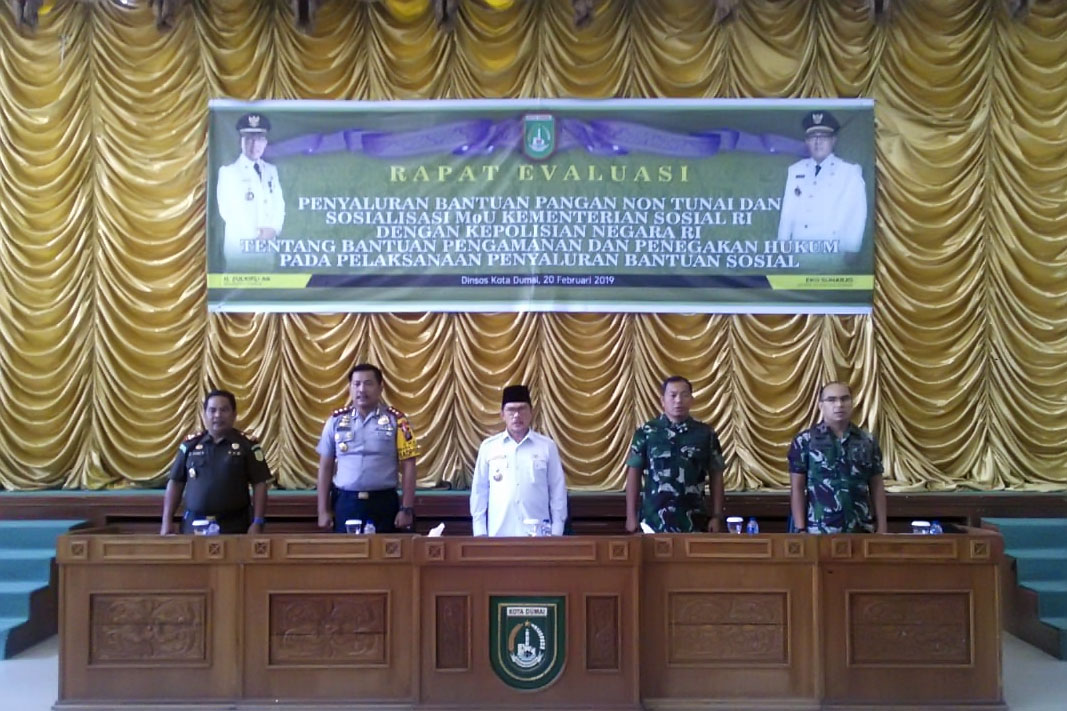 RAPAT EVALUASI
PENYALURAN BANTUAN PANGAN NON TUNAI DAN
SOSIALISASI MoU KEMENTERIAN SOSIAL RI
DENGAN KEPOLISIAN NEGARA RI
TENTANG BANTUAN PENGAMANAN DAN PENEGAKAN HUKUM
PADA PELAKSANAAN PENYALURAN BANTUAN SOSIAL
Dinsos Kota Dumai, 20 Februari 2019
KOTA DUMAI